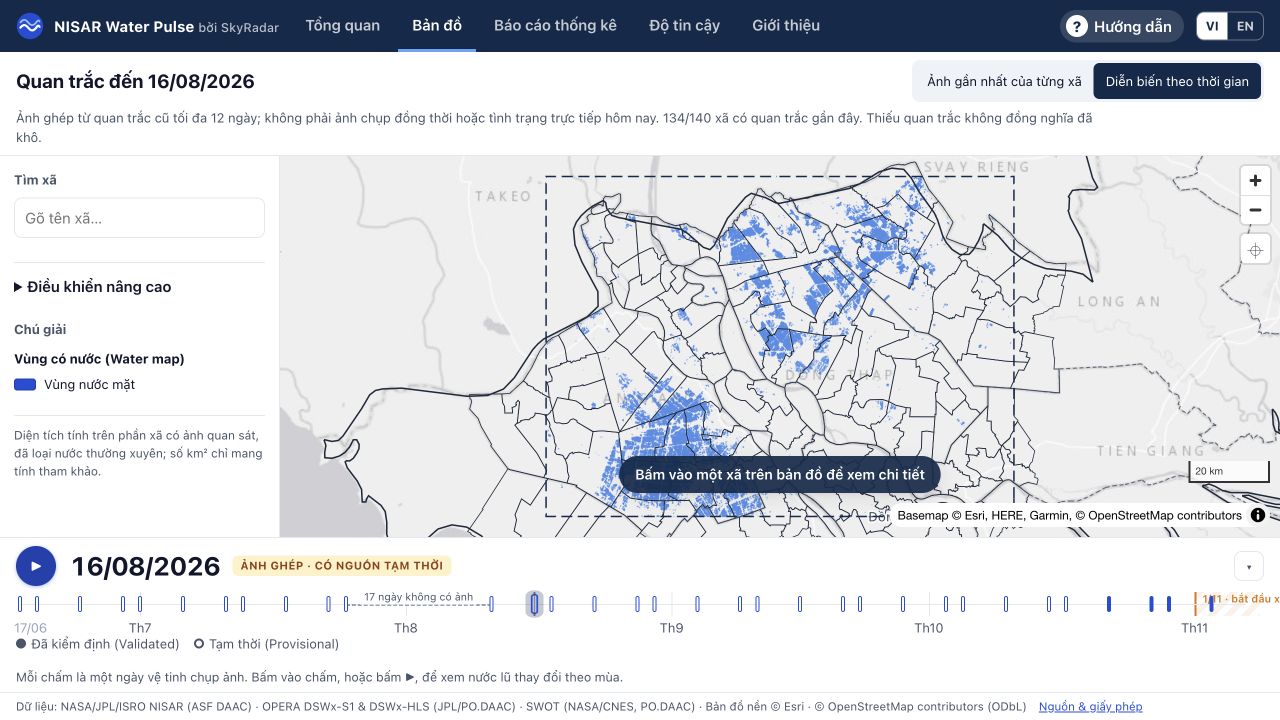 NISAR Water Pulse bởi SkyRadar
Tổng quan
Bản đồ
Báo cáo thống kê
Độ tin cậy
Giới thiệu
? Hướng dẫn
VI
EN
Quan trắc đến 16/08/2026
Ảnh gần nhất của từng xã
Diễn biến theo thời gian
Ảnh ghép từ quan trắc cũ tối đa 12 ngày; không phải ảnh chụp đồng thời hoặc tình trạng trực tiếp hôm nay. 134/140 xã có quan trắc gần đây. Thiếu quan trắc không đồng nghĩa đã
khô.
Tìm xã
Gõ tên xã...
Điều khiển nâng cao
Chú giải
Vùng có nước (Water map)
Vùng nước mặt
Diện tích tính trên phần xã có ảnh quan sát,
đã loại nước thường xuyên; số km² chỉ mang
tính tham khảo.
SVAY RIENG
TAKEO
LONG AN
DONG THAP
TIEN GIANG
+
−
20 km
Bấm vào một xã trên bản đồ để xem chi tiết
Basemap © Esri, HERE, Garmin, © OpenStreetMap contributors
16/08/2026
ẢNH GHÉP · CÓ NGUỒN TẠM THỜI
17 ngày không có ảnh
1/11 · bắt đầu x
17/06
Th7
Th8
Th9
Th10
Th11
Đã kiểm định (Validated)
Tạm thời (Provisional)
Mỗi chấm là một ngày vệ tinh chụp ảnh. Bấm vào chấm, hoặc bấm ▶, để xem nước lũ thay đổi theo mùa.
Dữ liệu: NASA/JPL/ISRO NISAR (ASF DAAC) · OPERA DSWx-S1 & DSWx-HLS (JPL/PO.DAAC) · SWOT (NASA/CNES, PO.DAAC) · Bản đồ nền © Esri · © OpenStreetMap contributors (ODbL)
Nguồn & giấy phép